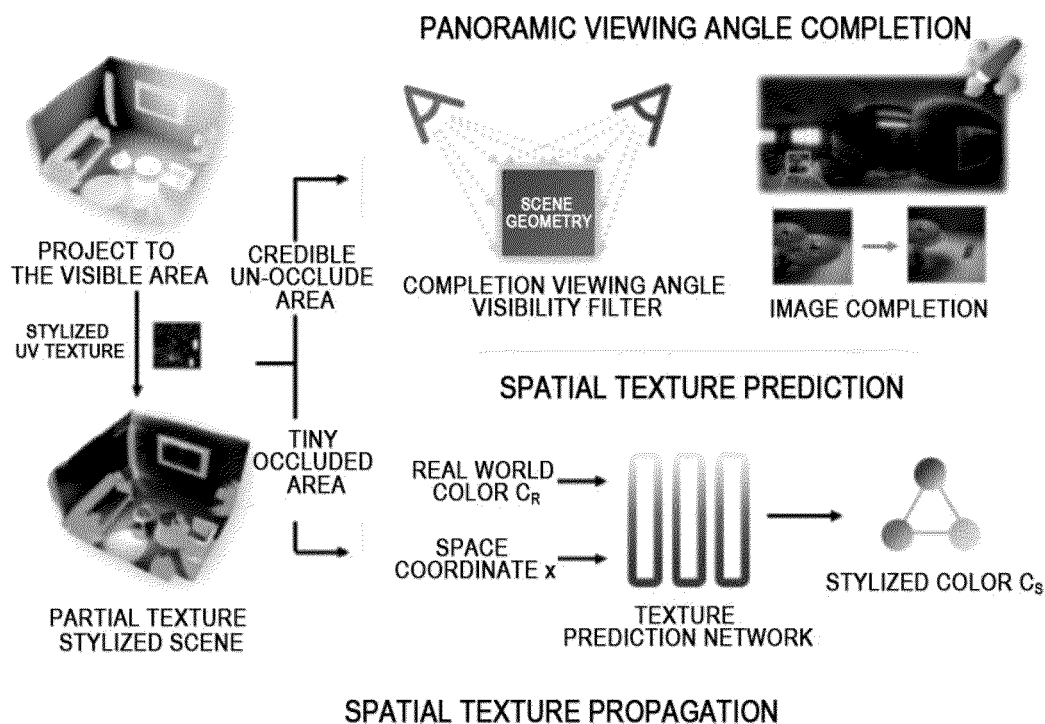 PANORAMIC VIEWING ANGLE COMPLETION
PROJECT TO
THE VISIBLE AREA
STYLIZED
UV TEXTURE
CREDIBLE
UN-OCCLUDE
AREA
SCENE
GEOMETRY
COMPLETION VIEWING ANGLE
VISIBILITY FILTER
IMAGE COMPLETION
SPATIAL TEXTURE PREDICTION
TINY
OCCLUDED
AREA
REAL WORLD
COLOR CR
SPACE
COORDINATE x
TEXTURE
PREDICTION NETWORK
STYLIZED COLOR CS
PARTIAL TEXTURE
STYLIZED SCENE
SPATIAL TEXTURE PROPAGATION